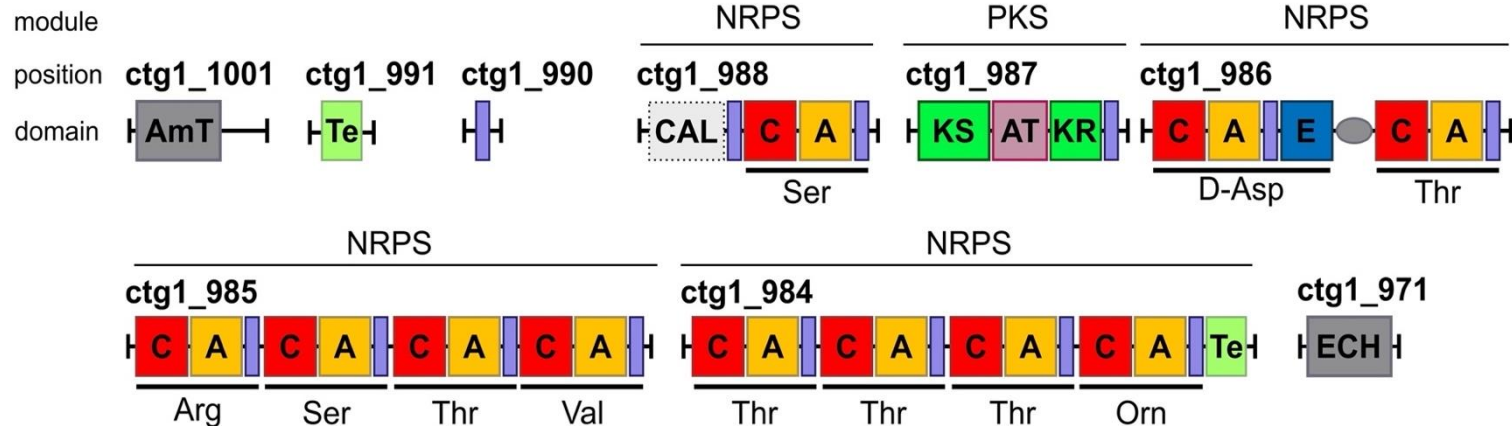 module NRPS PKS NRPS
position ctg1_1001 ctg1_991 ctg1_990 ctg1_988 ctg1_987 ctg1_986
domain AmT Te CAL C A KS AT KR C A E C A
Ser D-Asp Thr
NRPS NRPS
ctg1_985 ctg1_984 ctg1_971
C A C A C A C A C A C A C A C A Te ECH
Arg Ser Thr Val Thr Thr Thr Orn